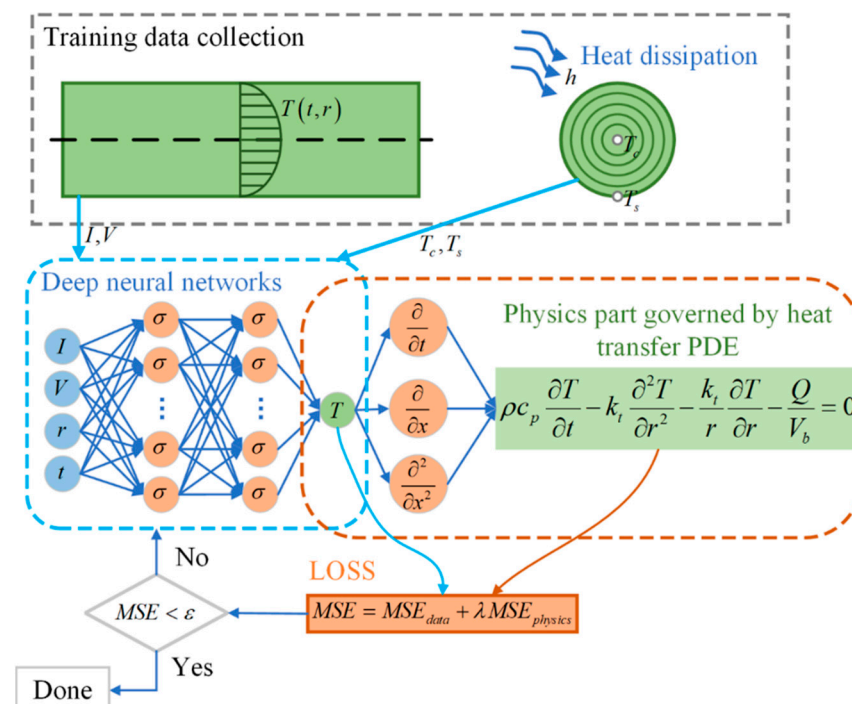 Training data collection
Heat dissipation
h
T(t,r)
T_c
T_s
I,V
T_c,T_s
Deep neural networks
I
V
r
t
σ
σ
⋮
σ
σ
σ
σ
⋮
σ
σ
T
∂/∂t
∂/∂x
∂²/∂x²
Physics part governed by heat
transfer PDE
ρc_p ∂T/∂t − k_t ∂²T/∂r² − k_t/r ∂T/∂r − Q/V_b = 0
LOSS
MSE = MSE_data + λMSE_physics
No
MSE < ε
Yes
Done